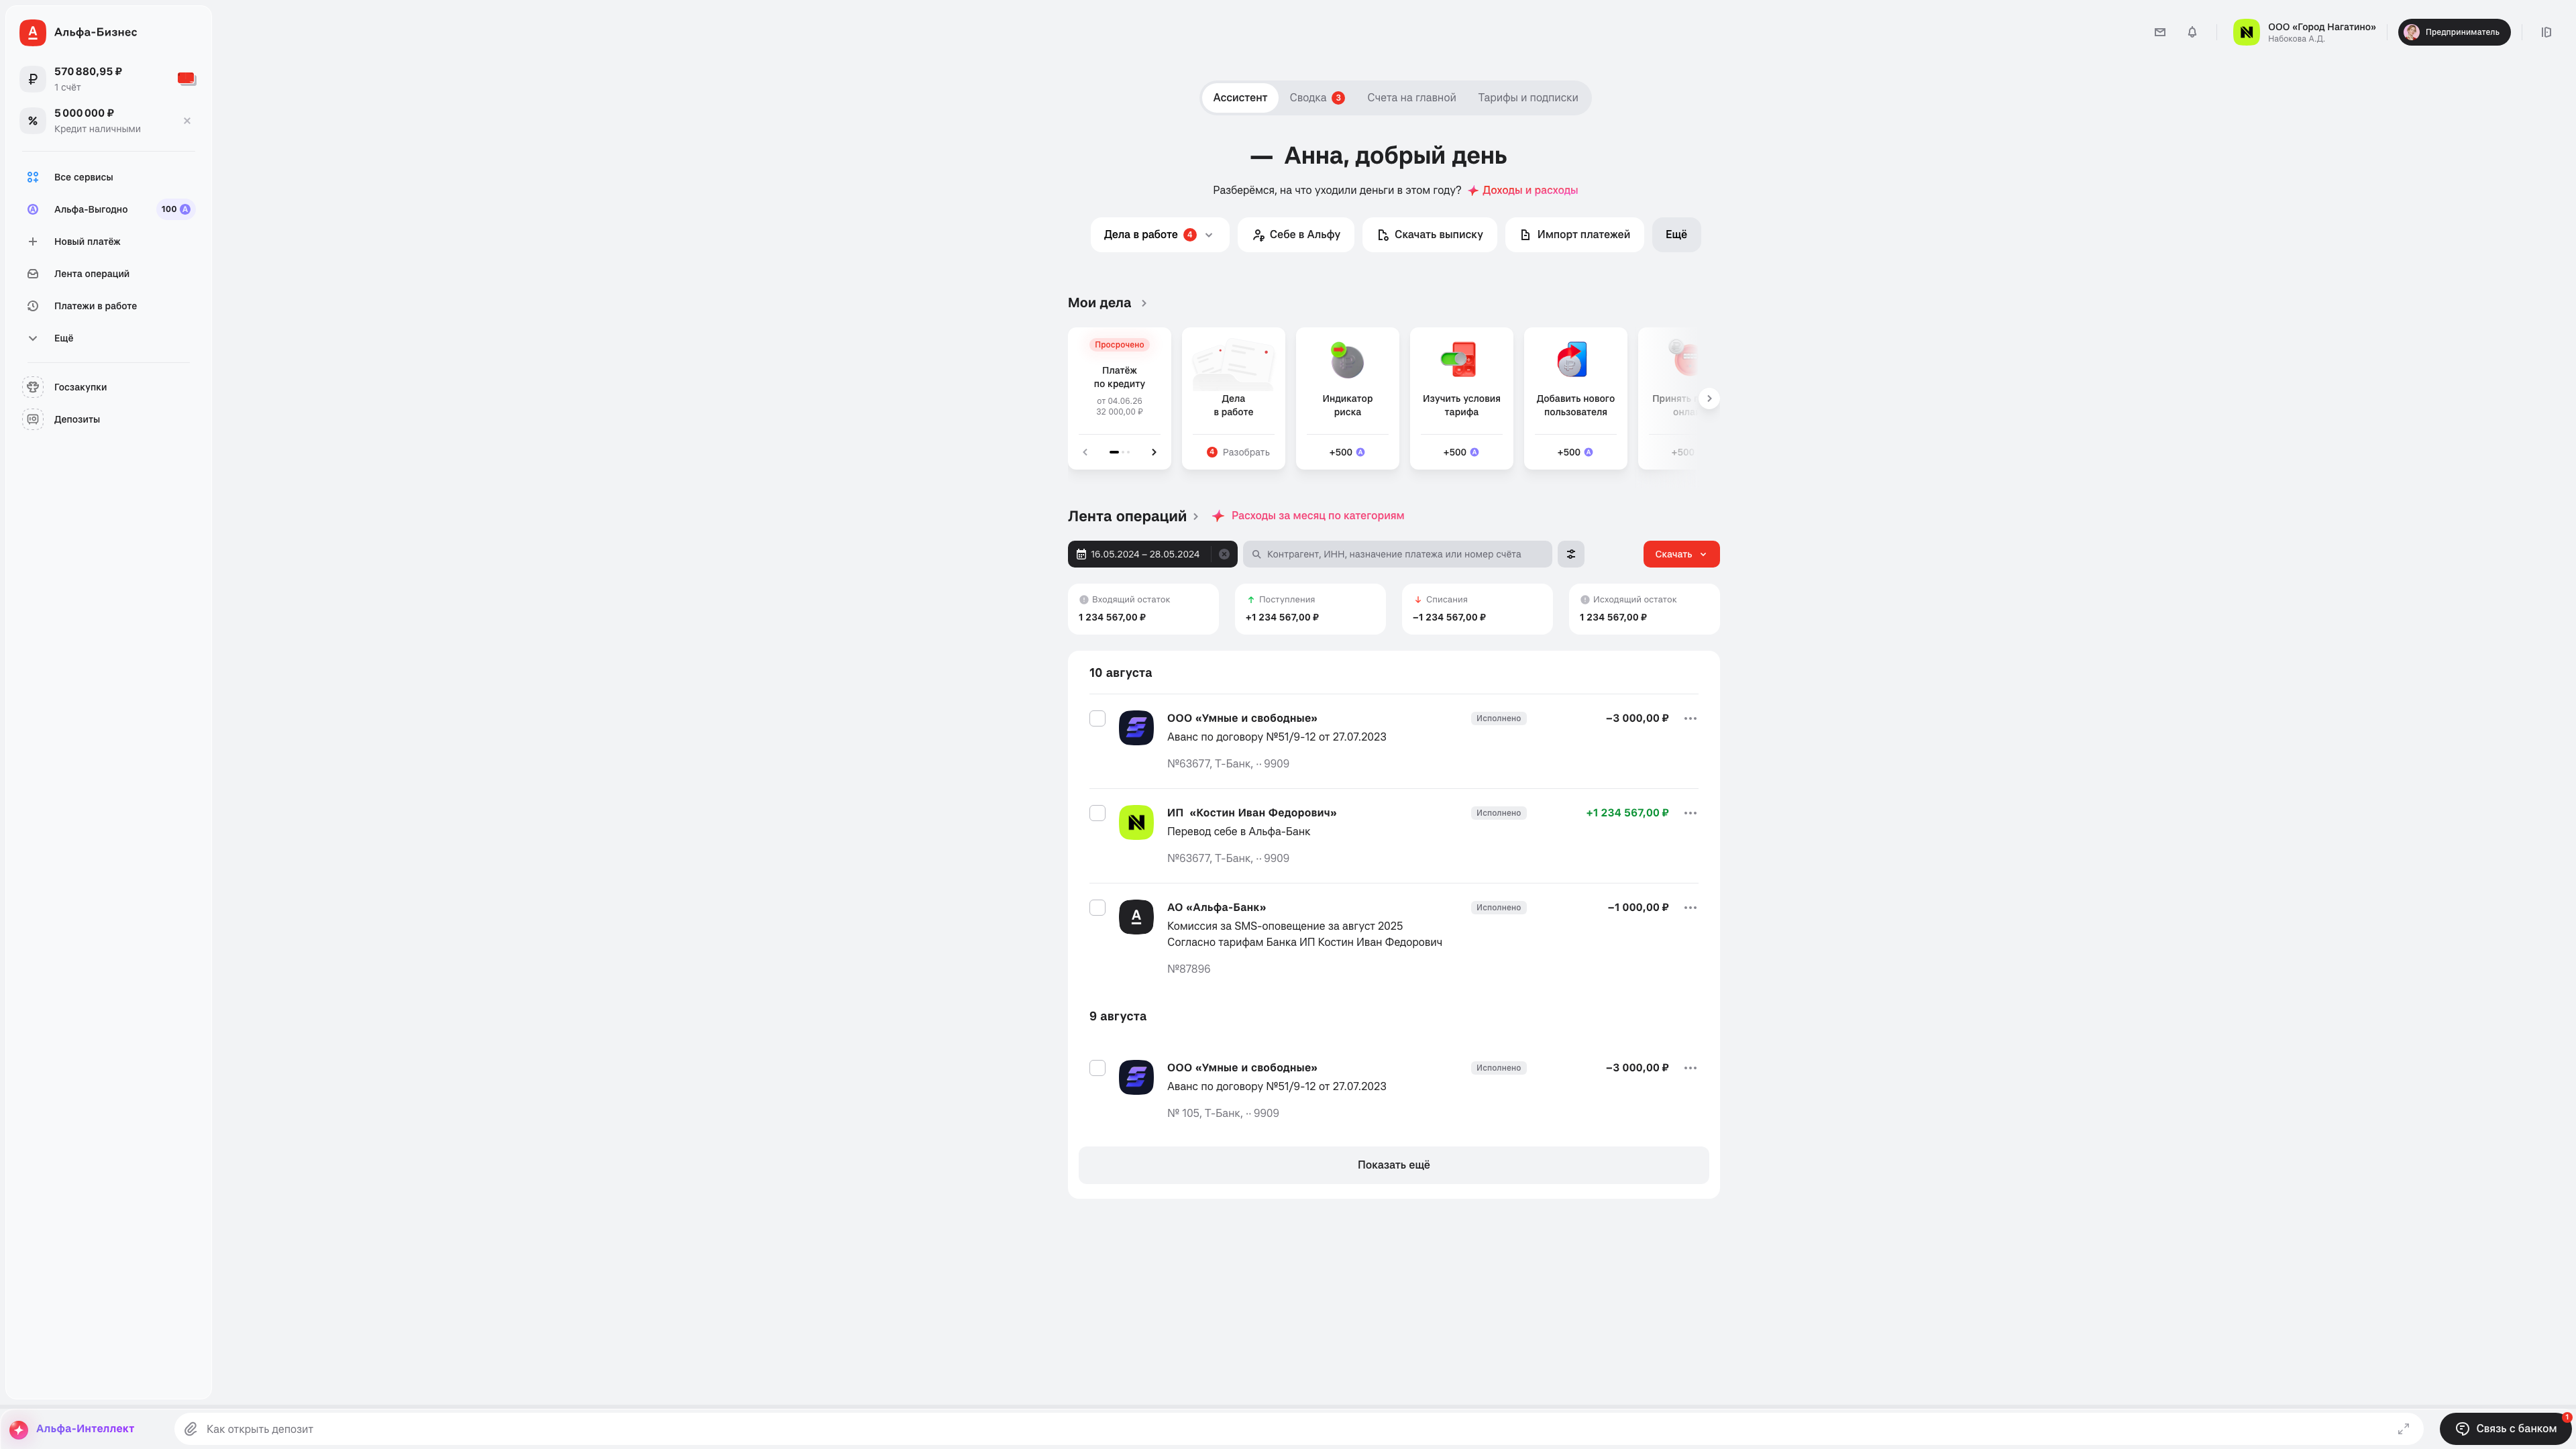 Альфа-Бизнес
570 880,95 ₽
1 счёт
5 000 000 ₽
Кредит наличными
Все сервисы
Альфа-Выгодно 100
Новый платёж
Лента операций
Платежи в работе
Ещё
Госзакупки
Депозиты
ООО «Город Нагатино»
Набокова А.Д.
Предприниматель
Ассистент Сводка 3 Счета на главной Тарифы и подписки
— Анна, добрый день
Разберёмся, на что уходили деньги в этом году? Доходы и расходы
Дела в работе 4 Себе в Альфу Скачать выписку Импорт платежей Ещё
Мои дела
Просрочено
Платёж
по кредиту
от 04.06.26
32 000,00 ₽
Дела
в работе
4 Разобрать
Индикатор
риска
+500
Изучить условия
тарифа
+500
Добавить нового
пользователя
+500
Принять
+500
Лента операций Расходы за месяц по категориям
16.05.2024 – 28.05.2024 Контрагент, ИНН, назначение платежа или номер счёта Скачать
Входящий остаток
1 234 567,00 ₽
Поступления
+1 234 567,00 ₽
Списания
–1 234 567,00 ₽
Исходящий остаток
1 234 567,00 ₽
10 августа
ООО «Умные и свободные» Исполнено –3 000,00 ₽
Аванс по договору №51/9-12 от 27.07.2023
№63677, Т-Банк, ·· 9909
ИП «Костин Иван Федорович» Исполнено +1 234 567,00 ₽
Перевод себе в Альфа-Банк
№63677, Т-Банк, ·· 9909
АО «Альфа-Банк» Исполнено –1 000,00 ₽
Комиссия за SMS-оповещение за август 2025
Согласно тарифам Банка ИП Костин Иван Федорович
№87896
9 августа
ООО «Умные и свободные» Исполнено –3 000,00 ₽
Аванс по договору №51/9-12 от 27.07.2023
№ 105, Т-Банк, ·· 9909
Показать ещё
Альфа-Интеллект
Как открыть депозит
Связь с банком 1